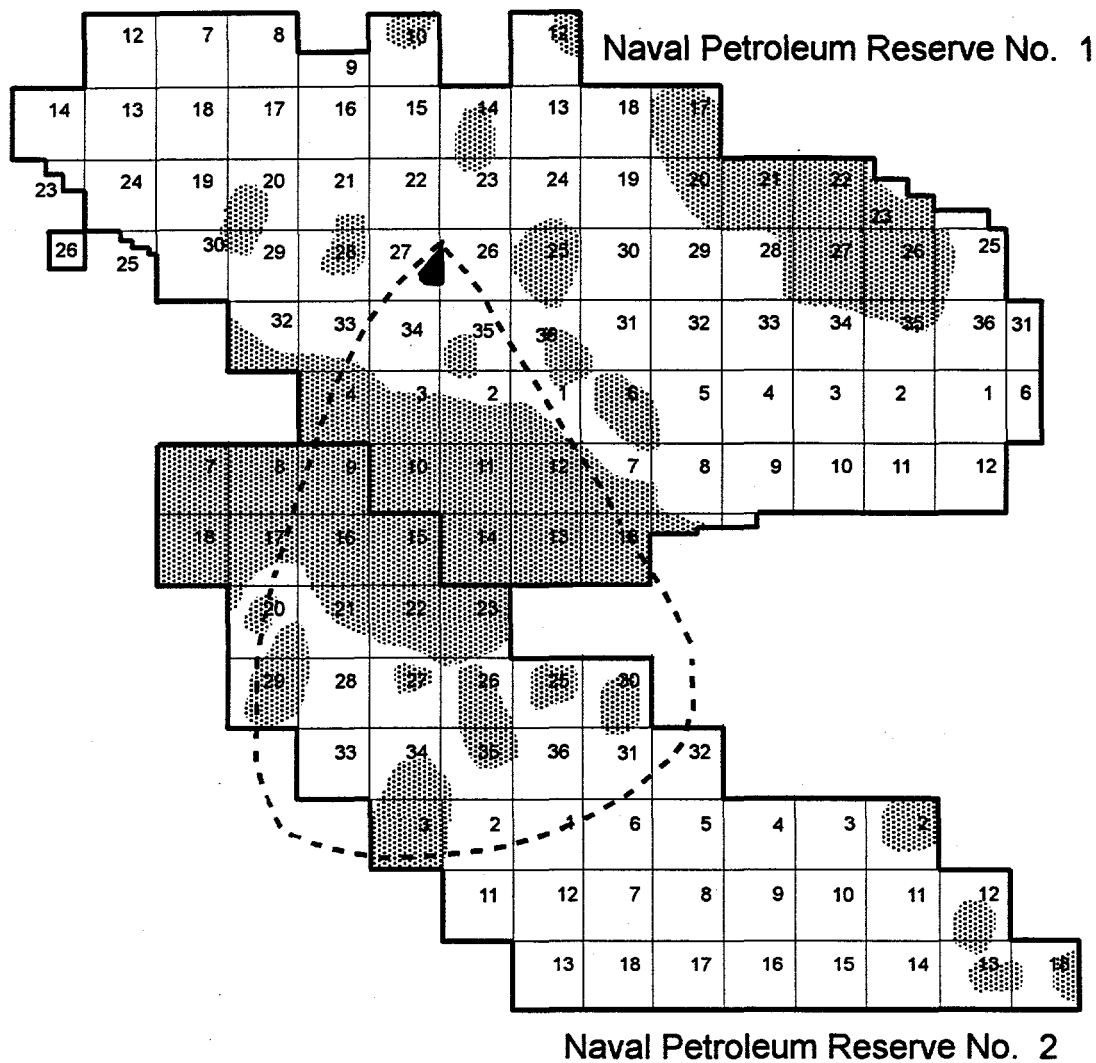 12 7 8 10 12
Naval Petroleum Reserve No. 1
9
14 13 18 17 16 15 14 13 18 17
23 24 19 20 21 22 23 24 19 20 21 22
23
26 25 30 29 28 27 26 25 30 29 28 27 26 25
32 33 34 35 36 31 32 33 34 35 36 31
4 3 2 1 6 5 4 3 2 1 6
7 8 9 10 11 12 7 8 9 10 11 12
18 17 16 15 14 13 18
20 21 22 23
29 28 27 26 25 30
33 34 35 36 31 32
3 2 1 6 5 4 3 2
11 12 7 8 9 10 11 12
13 18 17 16 15 14 13 18
Naval Petroleum Reserve No. 2